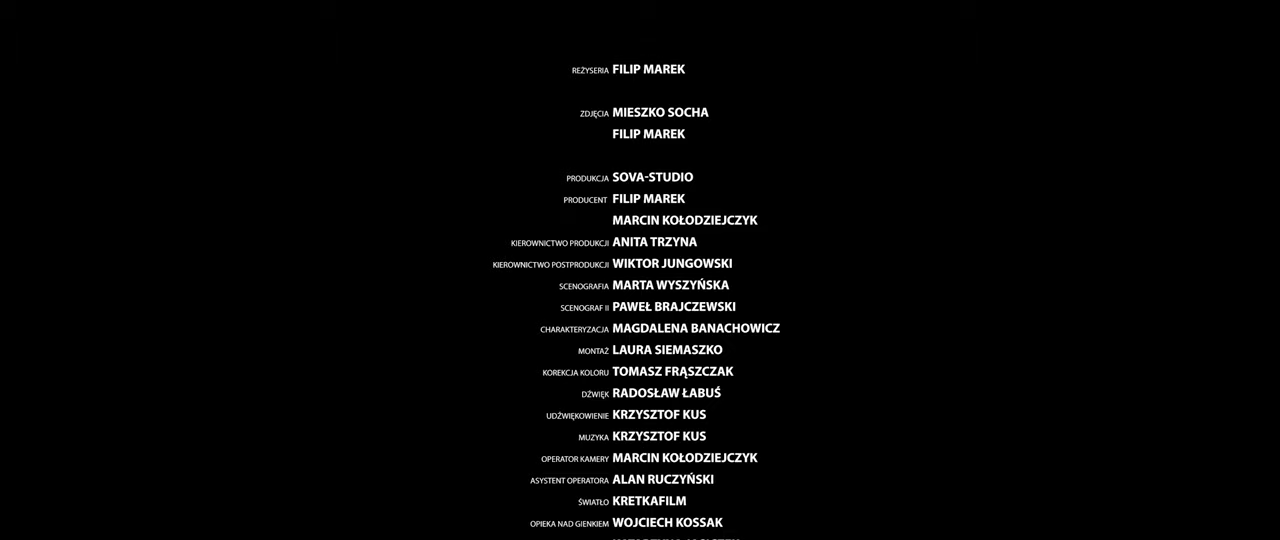 REŻYSERIA FILIP MAREK
ZDJĘCIA MIESZKO SOCHA
FILIP MAREK
PRODUKCJA SOVA-STUDIO
PRODUCENT FILIP MAREK
MARCIN KOŁODZIEJCZYK
KIEROWNICTWO PRODUKCJI ANITA TRZYNA
KIEROWNICTWO POSTPRODUKCJI WIKTOR JUNGOWSKI
SCENOGRAFIA MARTA WYSZYŃSKA
SCENOGRAF II PAWEŁ BRAJCZEWSKI
CHARAKTERYZACJA MAGDALENA BANACHOWICZ
MONTAŻ LAURA SIEMASZKO
KOREKCJA KOLORU TOMASZ FRĄSZCZAK
DŹWIĘK RADOSŁAW ŁABUŚ
UDŹWIĘKOWIENIE KRZYSZTOF KUS
MUZYKA KRZYSZTOF KUS
OPERATOR KAMERY MARCIN KOŁODZIEJCZYK
ASYSTENT OPERATORA ALAN RUCZYŃSKI
ŚWIATŁO KRETKAFILM
OPIEKA NAD GIENKIEM WOJCIECH KOSSAK